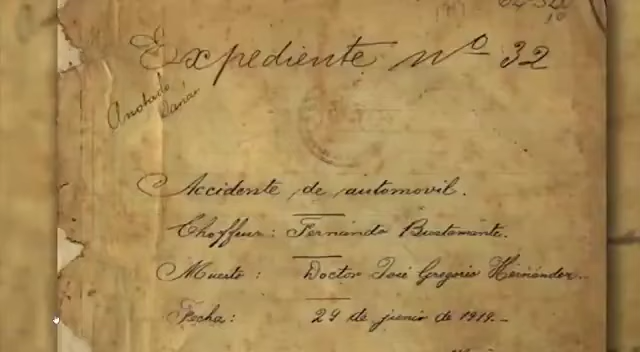 Expediente nº 32
Anotado
Accidente de automovil.
Chauffeur: Fernando Bustamante.
Muerto: Doctor José Gregorio Hernández.
Fecha: 29 de junio de 1919.-